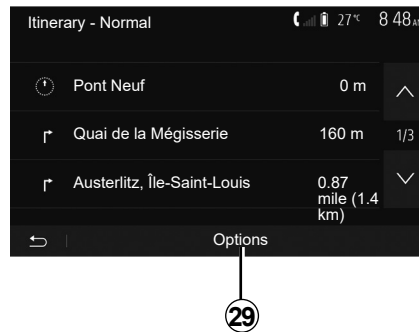 Itinerary - Normal
27°C
8 48 AM
Pont Neuf
0 m
Quai de la Mégisserie
160 m
1/3
Austerlitz, Île-Saint-Louis
0.87
mile (1.4
km)
Options
29